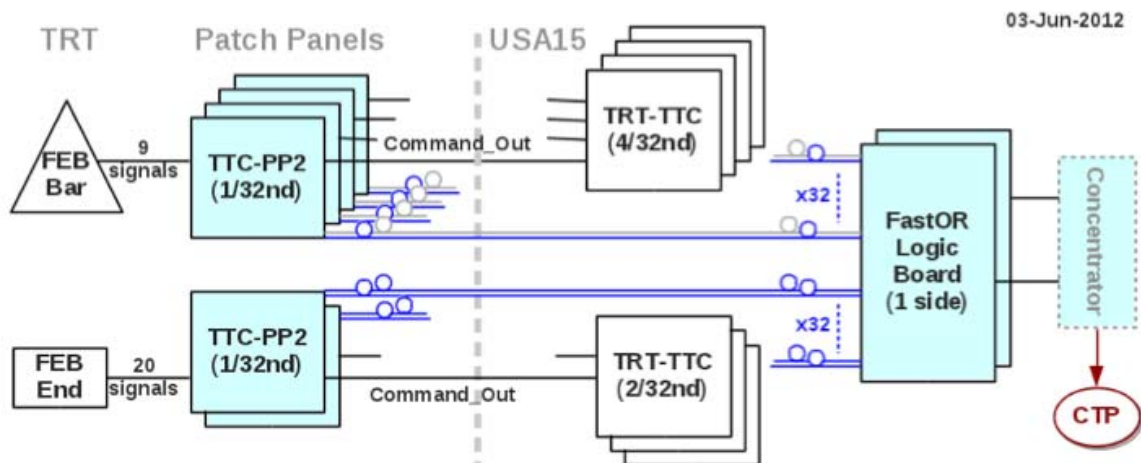 03-Jun-2012
TRT
Patch Panels
USA15
FEB
Bar
9
signals
TTC-PP2
(1/32nd)
Command_Out
TRT-TTC
(4/32nd)
x32
FastOR
Logic
Board
(1 side)
Concentrator
FEB
End
20
signals
TTC-PP2
(1/32nd)
Command_Out
TRT-TTC
(2/32nd)
x32
CTP